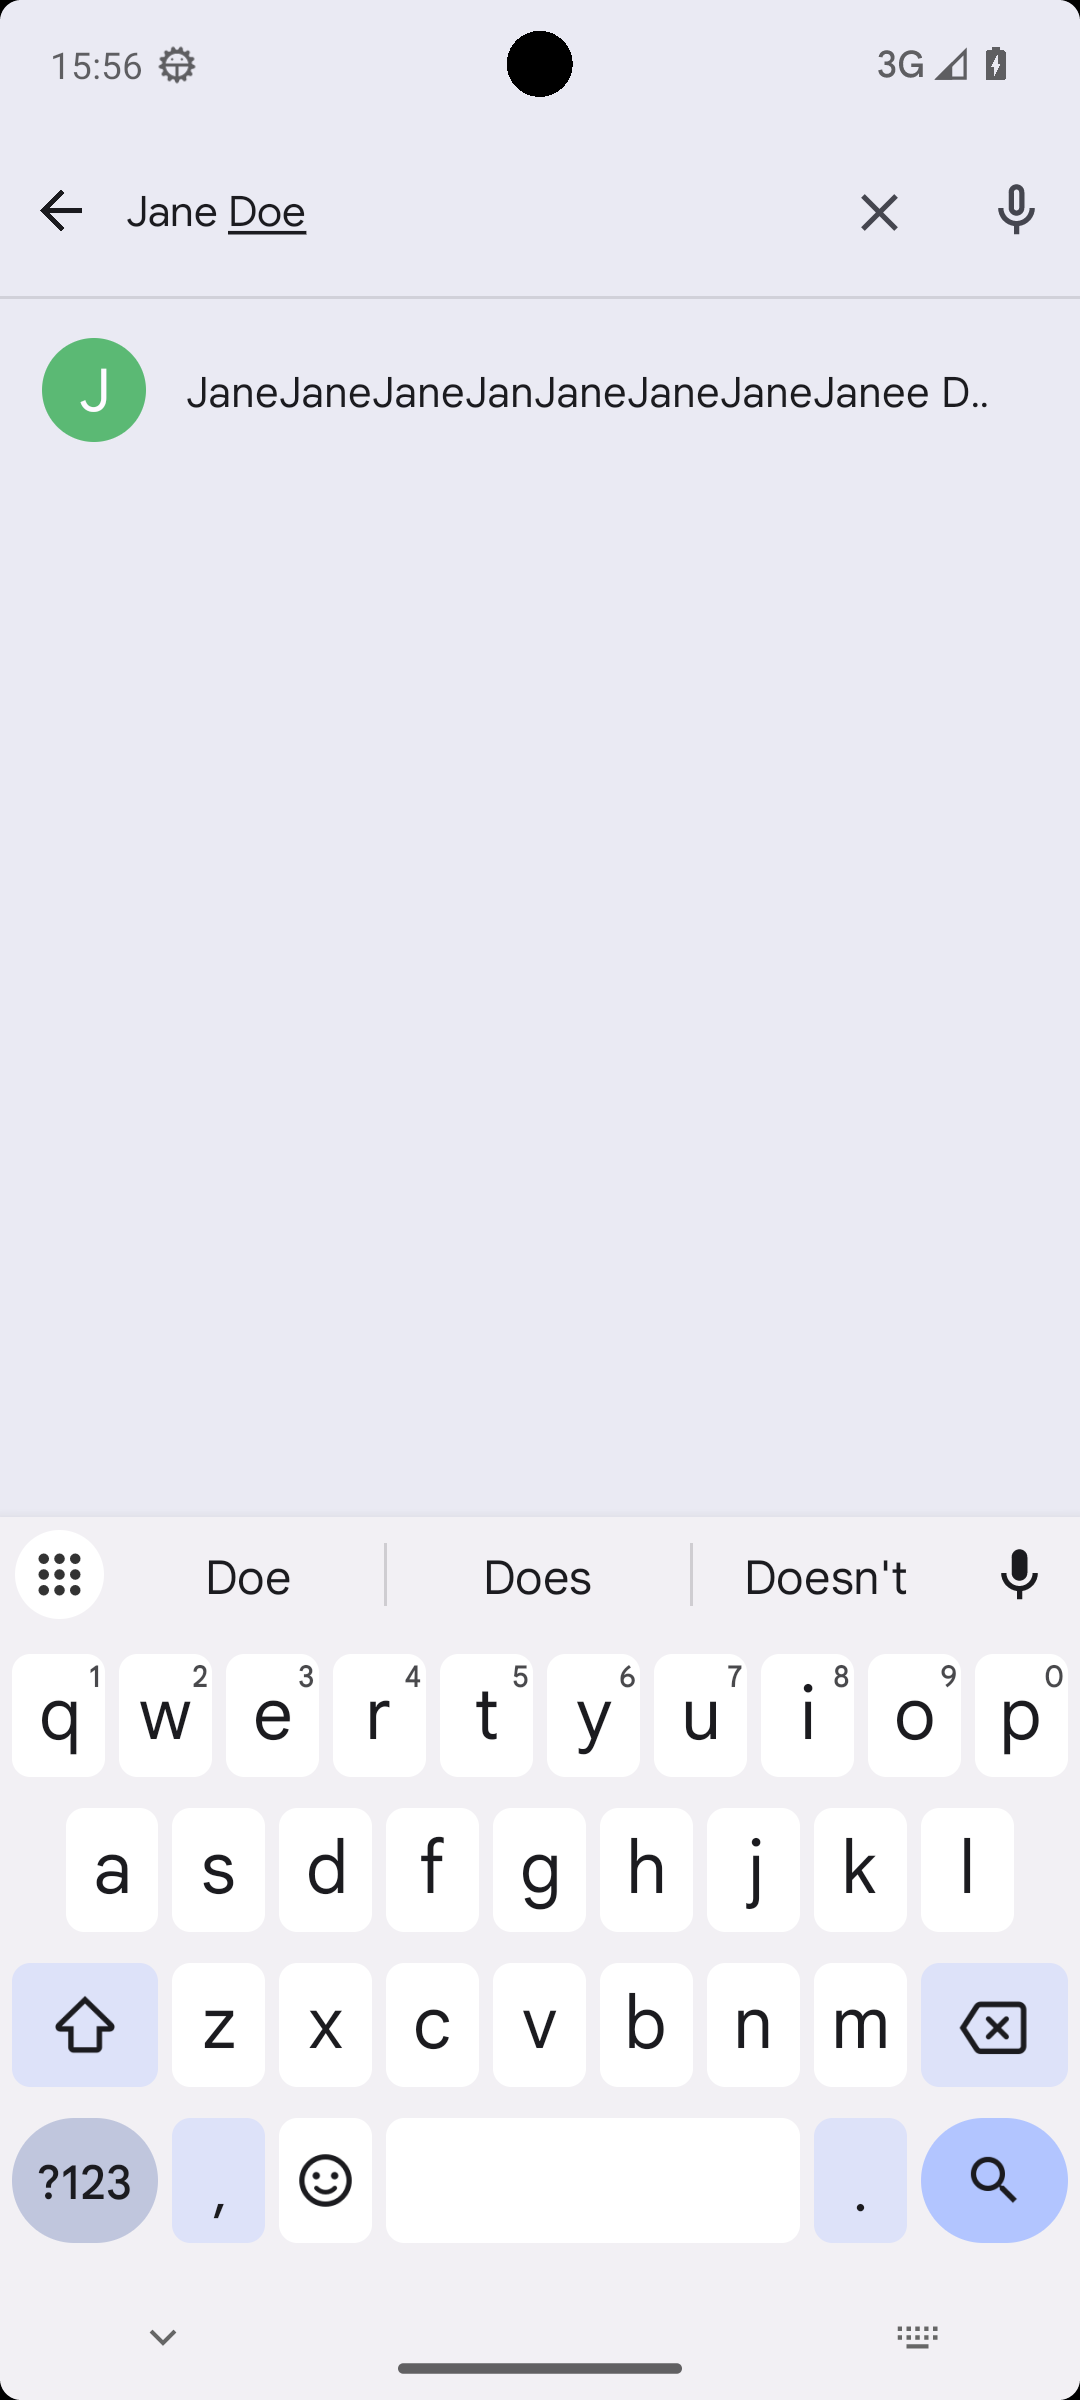 15:56 3G
Jane Doe
J JaneJaneJaneJanJaneJaneJaneJanee D..
Doe Does Doesn't
q 1 w 2 e 3 r 4 t 5 y 6 u 7 i 8 o 9 p 0
a s d f g h j k l
z x c v b n m
?123 , .